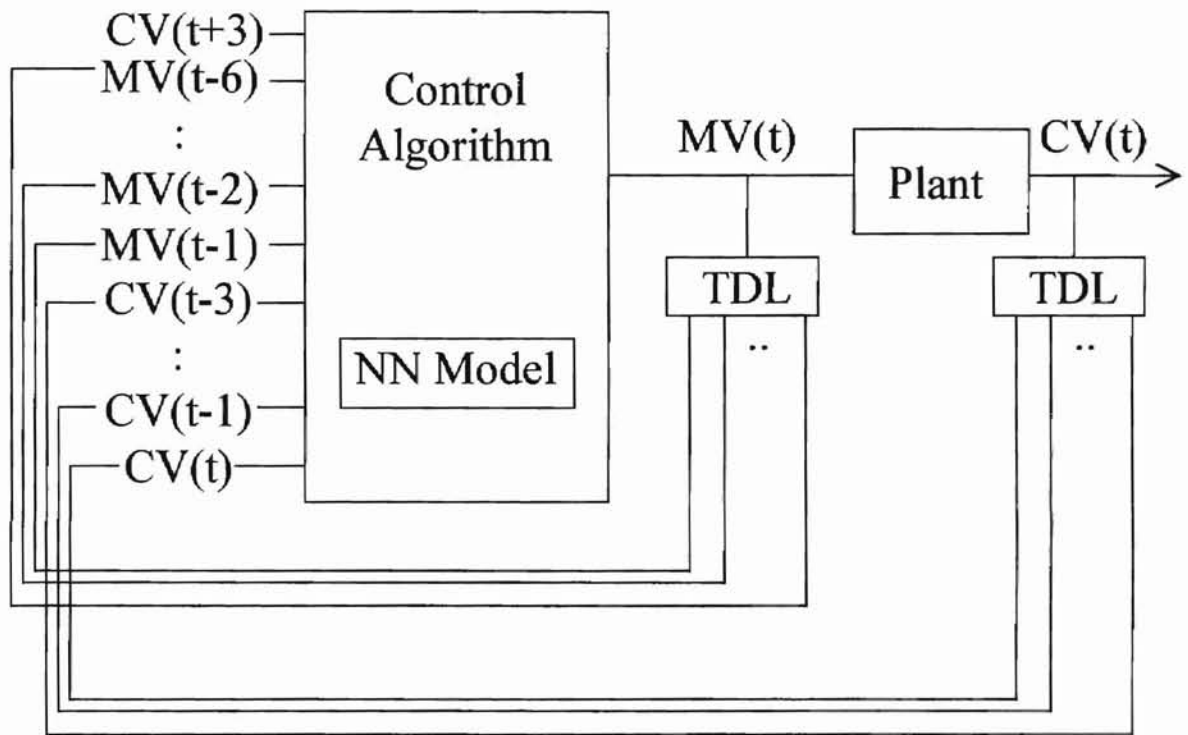 CV(t+3)
MV(t-6)
:
MV(t-2)
MV(t-1)
CV(t-3)
:
CV(t-1)
CV(t)
Control
Algorithm
NN Model
MV(t)
Plant
CV(t)
TDL
..
TDL
..